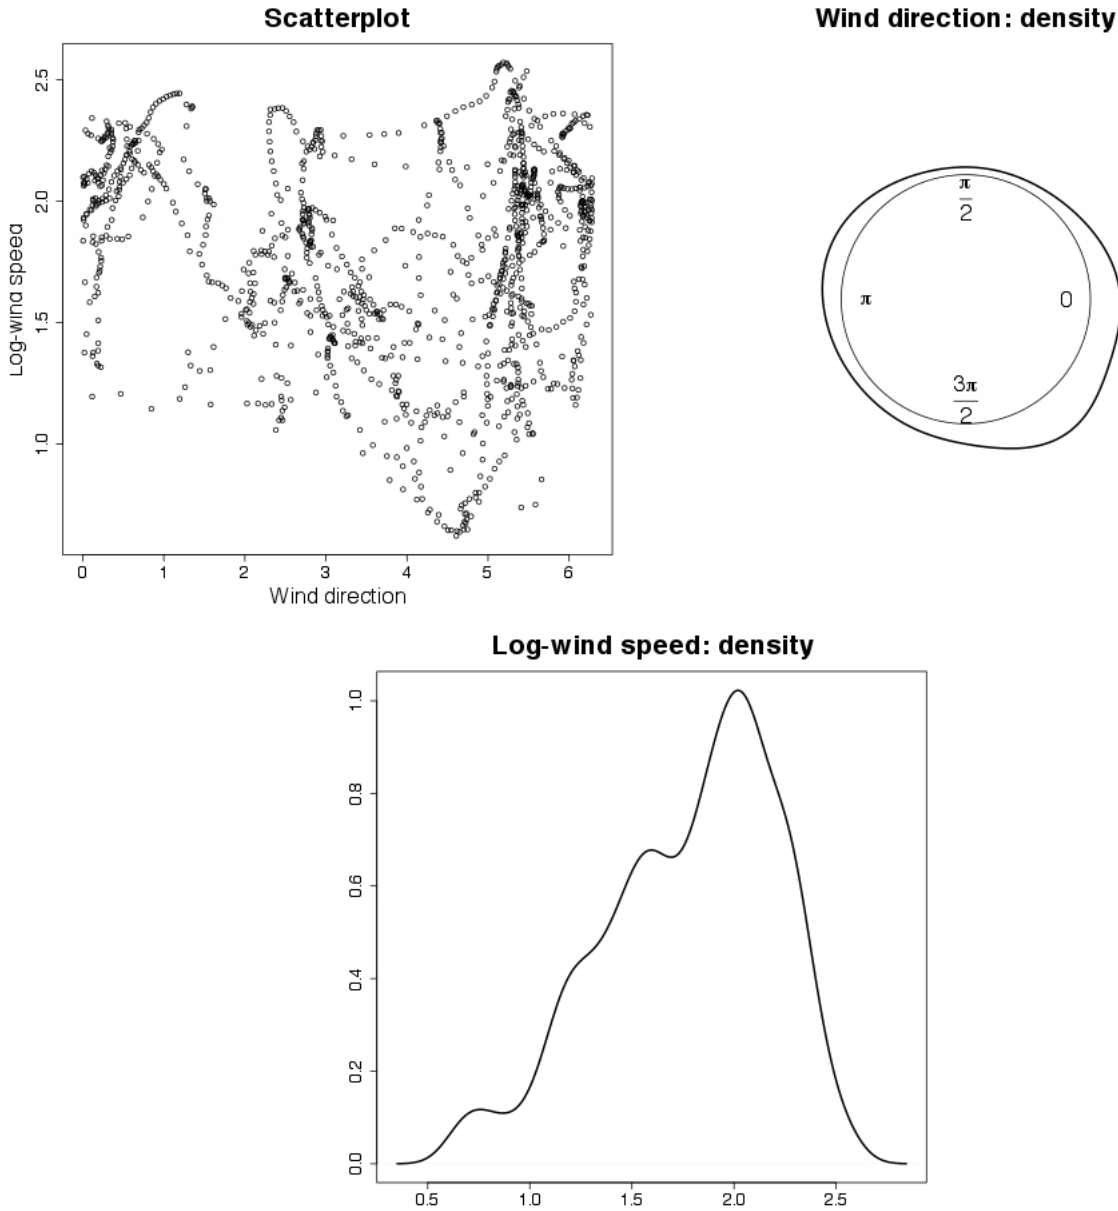 Scatterplot
Wind direction: density
Log-wind speed
2.5
2.0
1.5
1.0
0 1 2 3 4 5 6
Wind direction
π
2
π
0
3π
2
Log-wind speed: density
1.0
0.8
0.6
0.4
0.2
0.0
0.5 1.0 1.5 2.0 2.5